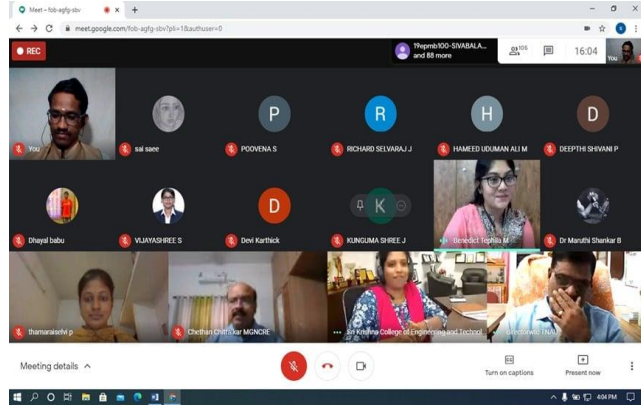 Meet – fob-agfg-sbv
meet.google.com/fob-agfg-sbv?pli=1&authuser=0
REC
19epmb100-SIVABALA...
and 88 more
106
16:04
You
You
sai saee
P
POOVENA S
R
RICHARD SELVARAJ J
H
HAMEED UDUMAN ALI M
D
DEEPTHI SHIVANI P
Dhayal babu
VIJAYASHREE S
D
Devi Karthick
K
KUNGUMA SHREE J
Benedict Tephila M
Dr Maruthi Shankar B
thamaraiselvi p
Chethan Chittalkar MGNCRE
Sri Krishna College of Engineering and Technol...
directorwtc TNAU
Meeting details
Turn on captions
Present now
4:04 PM